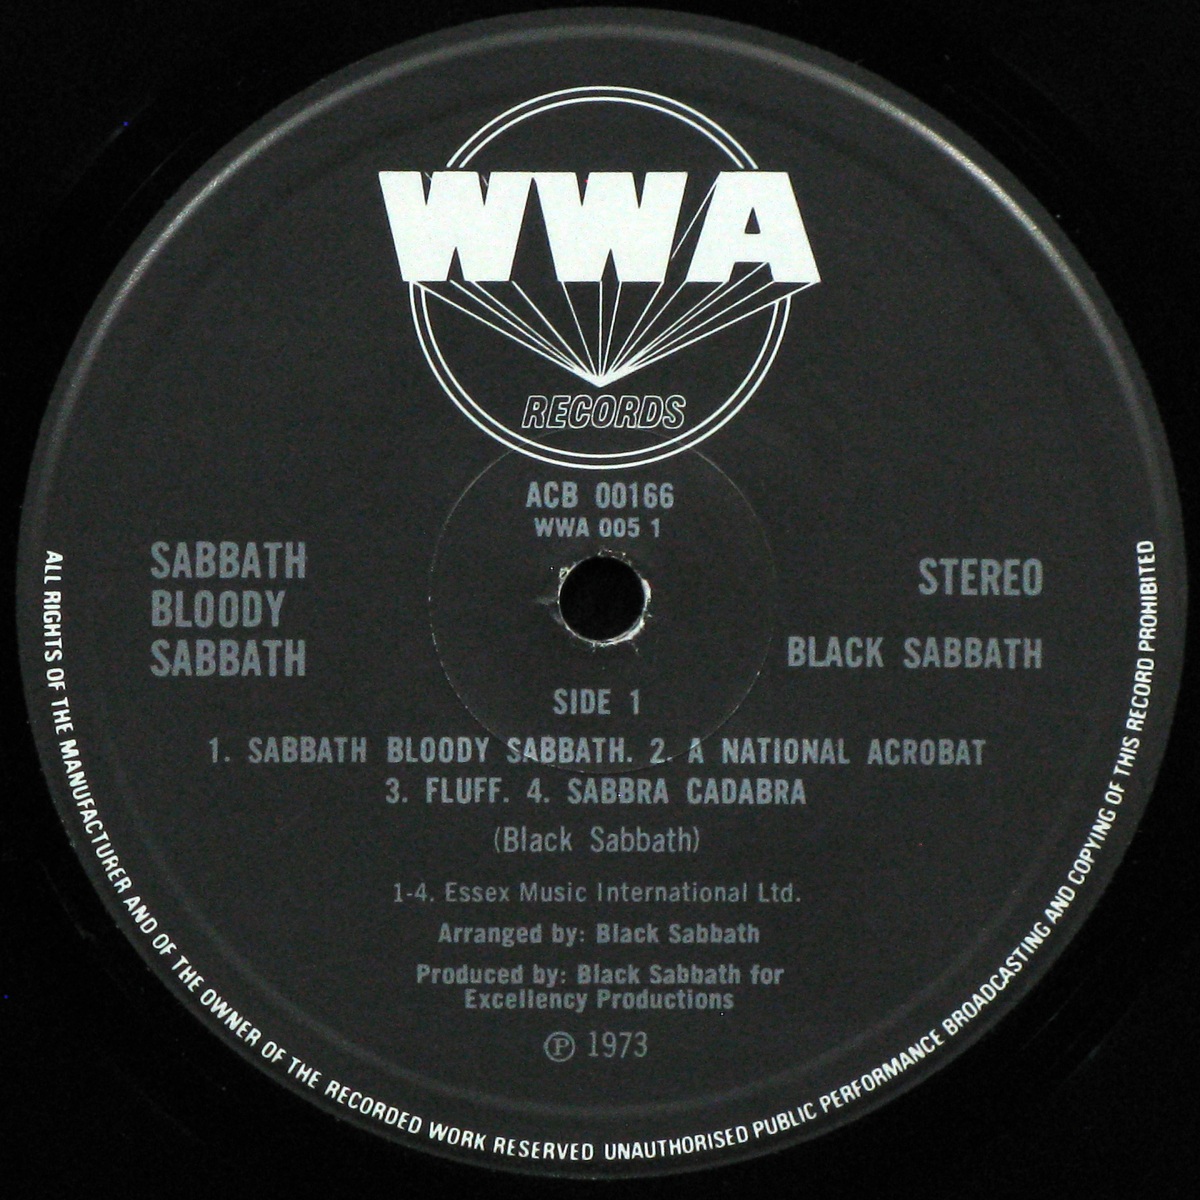 WWA
RECORDS
ACB 00166
WWA 005 1
SABBATH
BLOODY
SABBATH
STEREO
BLACK SABBATH
SIDE 1
1. SABBATH BLOODY SABBATH. 2. A NATIONAL ACROBAT
3. FLUFF. 4. SABBRA CADABRA
(Black Sabbath)
1-4. Essex Music International Ltd.
Arranged by: Black Sabbath
Produced by: Black Sabbath for
Excellency Productions
℗ 1973
ALL RIGHTS OF THE MANUFACTURER AND OF THE OWNER OF THE RECORDED WORK RESERVED UNAUTHORISED PUBLIC PERFORMANCE BROADCASTING AND COPYING OF THIS RECORD PROHIBITED